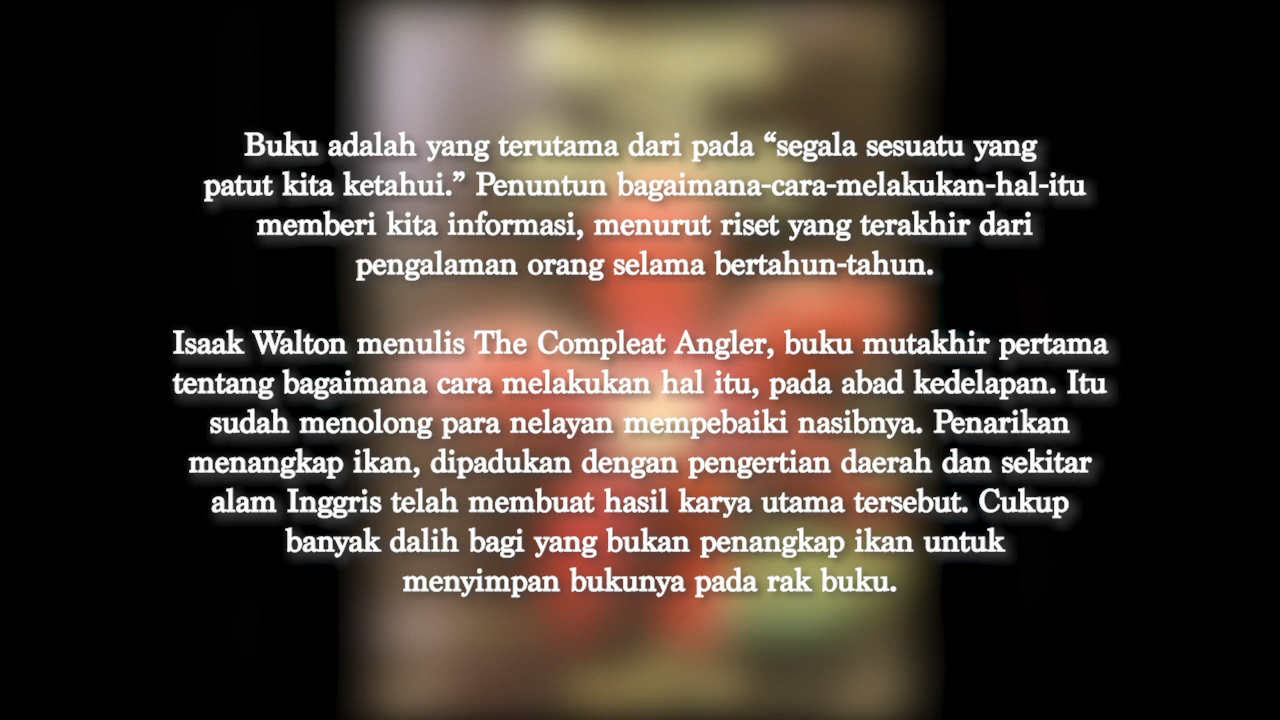 Buku adalah yang terutama dari pada “segala sesuatu yang
patut kita ketahui.” Penuntun bagaimana-cara-melakukan-hal-itu
memberi kita informasi, menurut riset yang terakhir dari
pengalaman orang selama bertahun-tahun.
Isaak Walton menulis The Compleat Angler, buku mutakhir pertama
tentang bagaimana cara melakukan hal itu, pada abad kedelapan. Itu
sudah menolong para nelayan mempebaiki nasibnya. Penarikan
menangkap ikan, dipadukan dengan pengertian daerah dan sekitar
alam Inggris telah membuat hasil karya utama tersebut. Cukup
banyak dalih bagi yang bukan penangkap ikan untuk
menyimpan bukunya pada rak buku.